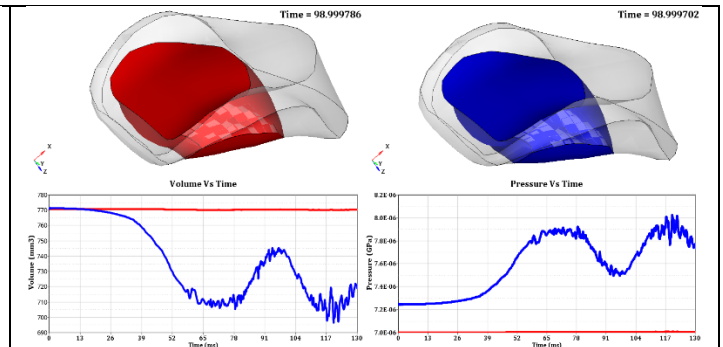 Time = 98.999786
Time = 98.999702
X
Y
Z
X
Y
Z
Volume Vs Time
Volume (mm3)
780
770
760
750
740
730
720
710
700
690
680
0 13 26 39 52 65 78 91 104 117 130
Time (ms)
Pressure Vs Time
Pressure (GPa)
8.2E-06
8.0E-06
7.8E-06
7.6E-06
7.4E-06
7.2E-06
7.0E-06
0 13 26 39 52 65 78 91 104 117 130
Time (ms)